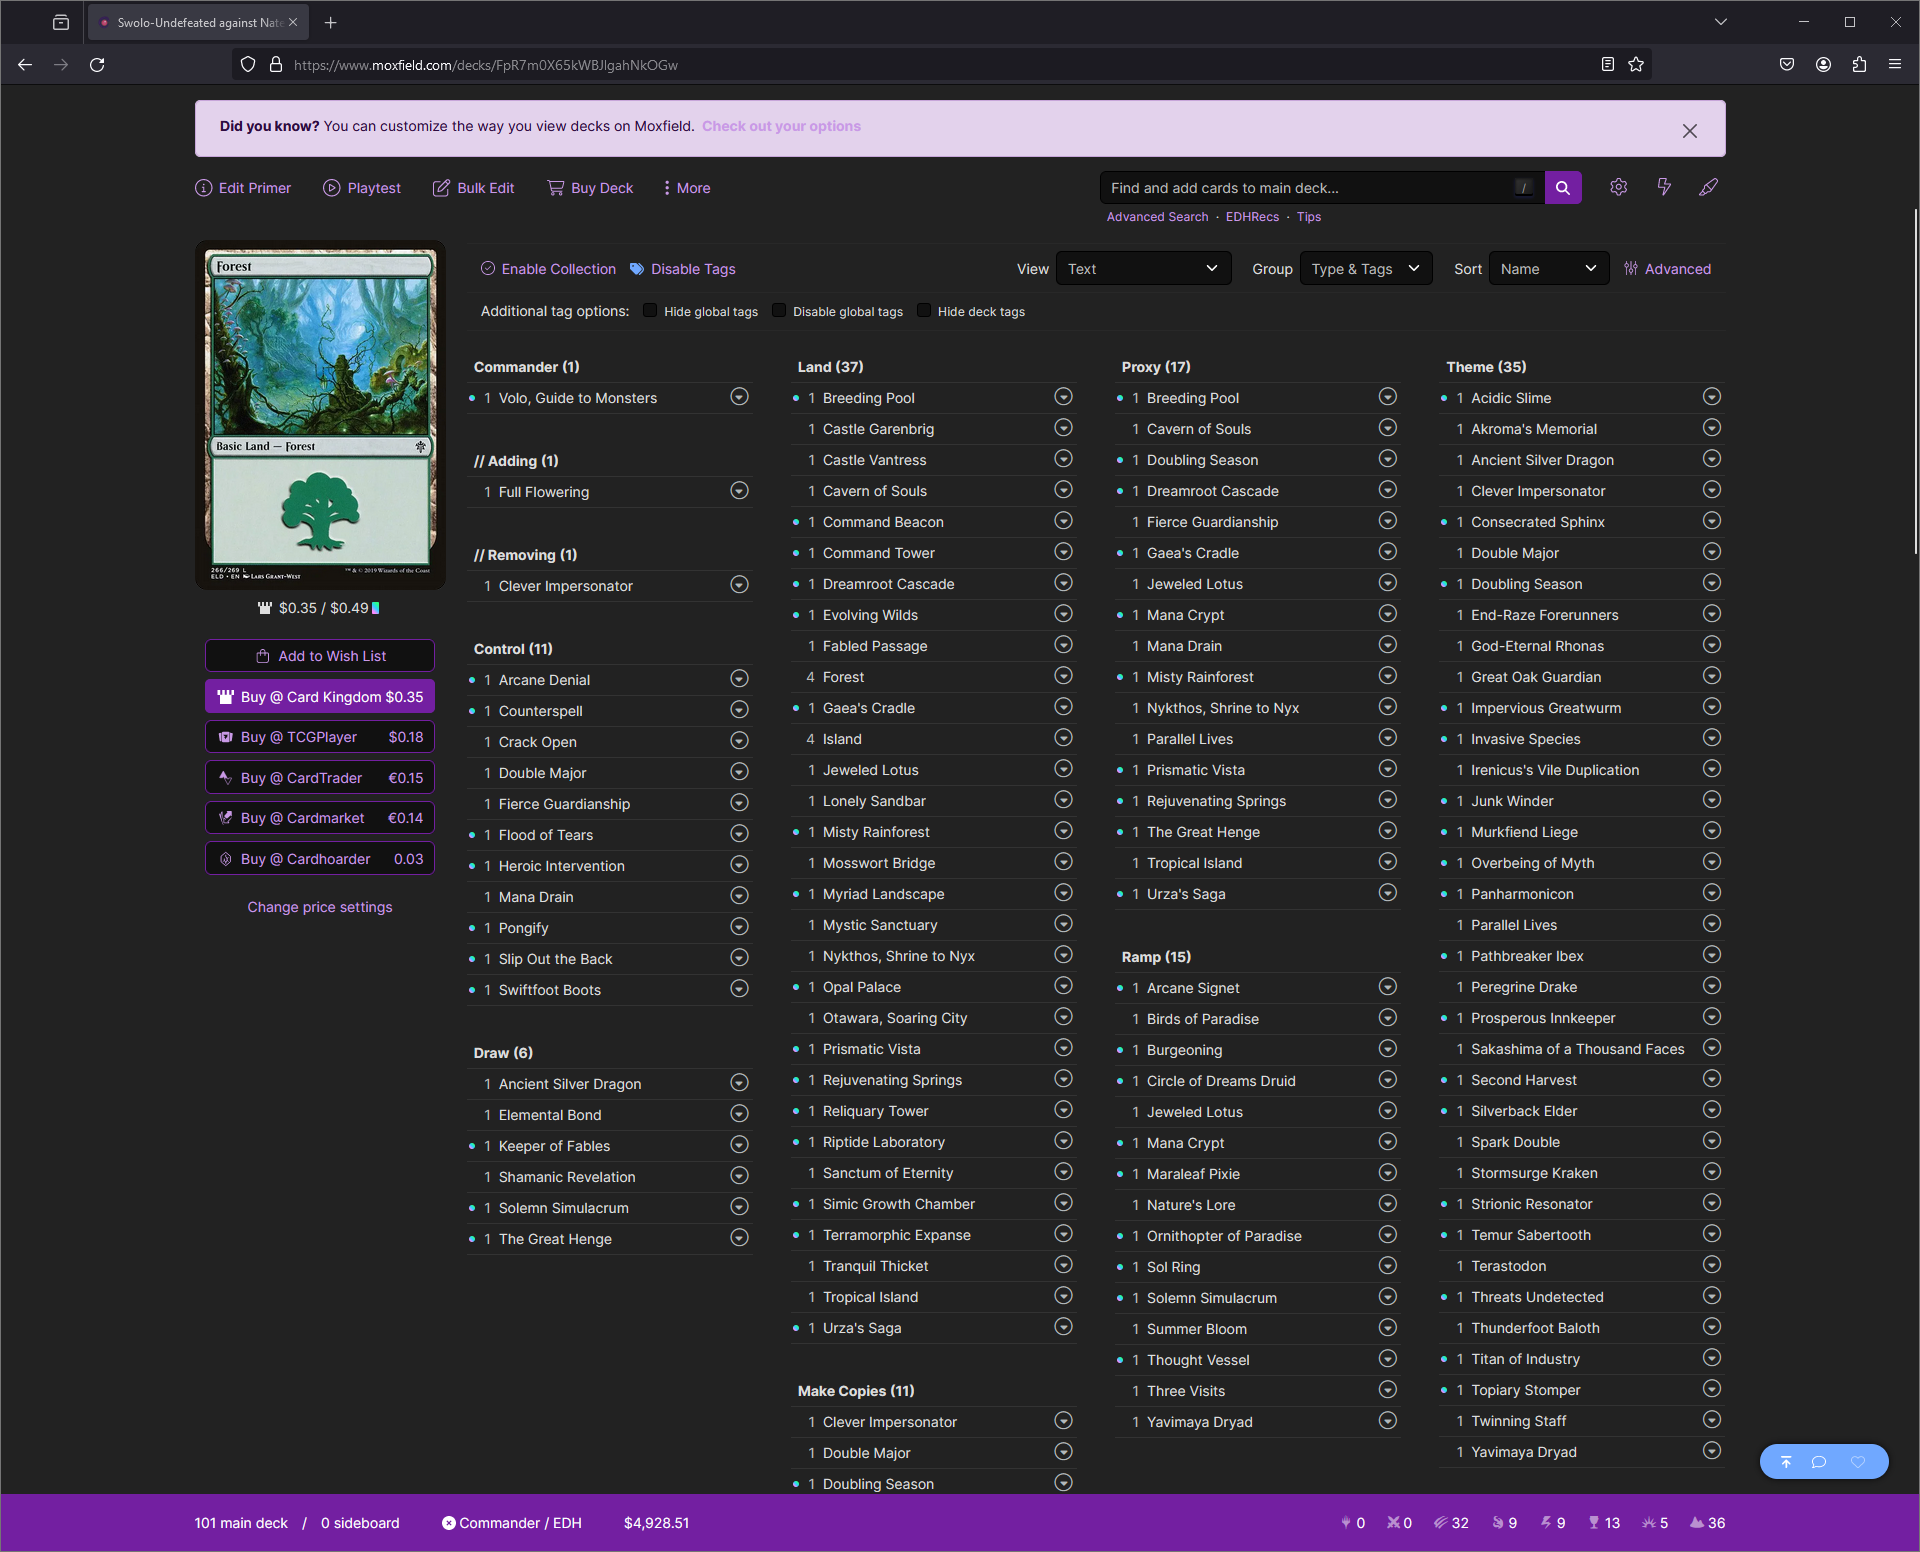 Swolo-Undefeated against Nate
https://www.moxfield.com/decks/FpR7m0X65kWBJlgahNkOGw
Did you know? You can customize the way you view decks on Moxfield. Check out your options
Edit Primer
Playtest
Bulk Edit
Buy Deck
More
Find and add cards to main deck...
/
Advanced Search · EDHRecs · Tips
Forest
Basic Land — Forest
266/269 L
ELD • EN Lars Grant-West
™ & © 2019 Wizards of the Coast
$0.35 / $0.49
Add to Wish List
Buy @ Card Kingdom $0.35
Buy @ TCGPlayer $0.18
Buy @ CardTrader €0.15
Buy @ Cardmarket €0.14
Buy @ Cardhoarder 0.03
Change price settings
Enable Collection
Disable Tags
View
Text
Group
Type & Tags
Sort
Name
Advanced
Additional tag options:
Hide global tags
Disable global tags
Hide deck tags
Commander (1)
1 Volo, Guide to Monsters
// Adding (1)
1 Full Flowering
// Removing (1)
1 Clever Impersonator
Control (11)
1 Arcane Denial
1 Counterspell
1 Crack Open
1 Double Major
1 Fierce Guardianship
1 Flood of Tears
1 Heroic Intervention
1 Mana Drain
1 Pongify
1 Slip Out the Back
1 Swiftfoot Boots
Draw (6)
1 Ancient Silver Dragon
1 Elemental Bond
1 Keeper of Fables
1 Shamanic Revelation
1 Solemn Simulacrum
1 The Great Henge
Land (37)
1 Breeding Pool
1 Castle Garenbrig
1 Castle Vantress
1 Cavern of Souls
1 Command Beacon
1 Command Tower
1 Dreamroot Cascade
1 Evolving Wilds
1 Fabled Passage
4 Forest
1 Gaea's Cradle
4 Island
1 Jeweled Lotus
1 Lonely Sandbar
1 Misty Rainforest
1 Mosswort Bridge
1 Myriad Landscape
1 Mystic Sanctuary
1 Nykthos, Shrine to Nyx
1 Opal Palace
1 Otawara, Soaring City
1 Prismatic Vista
1 Rejuvenating Springs
1 Reliquary Tower
1 Riptide Laboratory
1 Sanctum of Eternity
1 Simic Growth Chamber
1 Terramorphic Expanse
1 Tranquil Thicket
1 Tropical Island
1 Urza's Saga
Make Copies (11)
1 Clever Impersonator
1 Double Major
1 Doubling Season
Proxy (17)
1 Breeding Pool
1 Cavern of Souls
1 Doubling Season
1 Dreamroot Cascade
1 Fierce Guardianship
1 Gaea's Cradle
1 Jeweled Lotus
1 Mana Crypt
1 Mana Drain
1 Misty Rainforest
1 Nykthos, Shrine to Nyx
1 Parallel Lives
1 Prismatic Vista
1 Rejuvenating Springs
1 The Great Henge
1 Tropical Island
1 Urza's Saga
Ramp (15)
1 Arcane Signet
1 Birds of Paradise
1 Burgeoning
1 Circle of Dreams Druid
1 Jeweled Lotus
1 Mana Crypt
1 Maraleaf Pixie
1 Nature's Lore
1 Ornithopter of Paradise
1 Sol Ring
1 Solemn Simulacrum
1 Summer Bloom
1 Thought Vessel
1 Three Visits
1 Yavimaya Dryad
Theme (35)
1 Acidic Slime
1 Akroma's Memorial
1 Ancient Silver Dragon
1 Clever Impersonator
1 Consecrated Sphinx
1 Double Major
1 Doubling Season
1 End-Raze Forerunners
1 God-Eternal Rhonas
1 Great Oak Guardian
1 Impervious Greatwurm
1 Invasive Species
1 Irenicus's Vile Duplication
1 Junk Winder
1 Murkfiend Liege
1 Overbeing of Myth
1 Panharmonicon
1 Parallel Lives
1 Pathbreaker Ibex
1 Peregrine Drake
1 Prosperous Innkeeper
1 Sakashima of a Thousand Faces
1 Second Harvest
1 Silverback Elder
1 Spark Double
1 Stormsurge Kraken
1 Strionic Resonator
1 Temur Sabertooth
1 Terastodon
1 Threats Undetected
1 Thunderfoot Baloth
1 Titan of Industry
1 Topiary Stomper
1 Twinning Staff
1 Yavimaya Dryad
101 main deck / 0 sideboard
Commander / EDH
$4,928.51
0 0 32 9 9 13 5 36